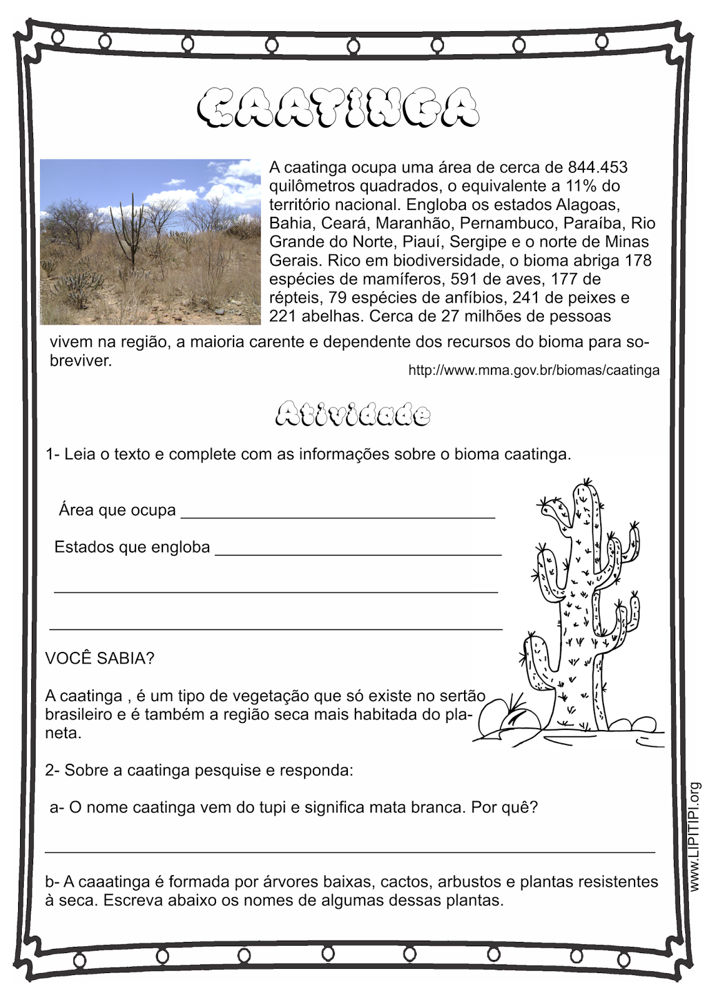 CAATINGA
A caatinga ocupa uma área de cerca de 844.453
quilômetros quadrados, o equivalente a 11% do
território nacional. Engloba os estados Alagoas,
Bahia, Ceará, Maranhão, Pernambuco, Paraíba, Rio
Grande do Norte, Piauí, Sergipe e o norte de Minas
Gerais. Rico em biodiversidade, o bioma abriga 178
espécies de mamíferos, 591 de aves, 177 de
répteis, 79 espécies de anfíbios, 241 de peixes e
221 abelhas. Cerca de 27 milhões de pessoas
vivem na região, a maioria carente e dependente dos recursos do bioma para so-
breviver.
http://www.mma.gov.br/biomas/caatinga
Atividade
1- Leia o texto e complete com as informações sobre o bioma caatinga.
Área que ocupa
Estados que engloba
VOCÊ SABIA?
A caatinga , é um tipo de vegetação que só existe no sertão
brasileiro e é também a região seca mais habitada do pla-
neta.
2- Sobre a caatinga pesquise e responda:
a- O nome caatinga vem do tupi e significa mata branca. Por quê?
b- A caaatinga é formada por árvores baixas, cactos, arbustos e plantas resistentes
à seca. Escreva abaixo os nomes de algumas dessas plantas.
www.LIPITIPI.org